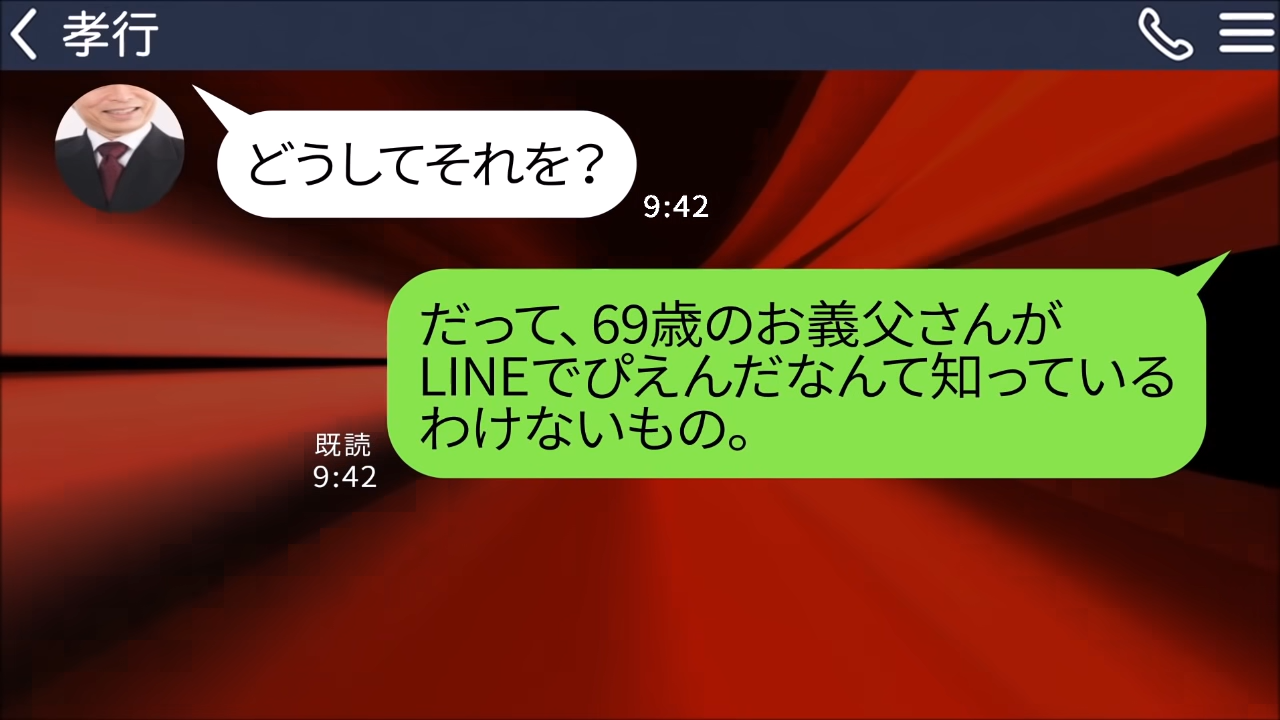 孝行
どうしてそれを？
9:42
だって、69歳のお義父さんが
LINEでぴえんだなんて知っている
わけないもの。
既読
9:42